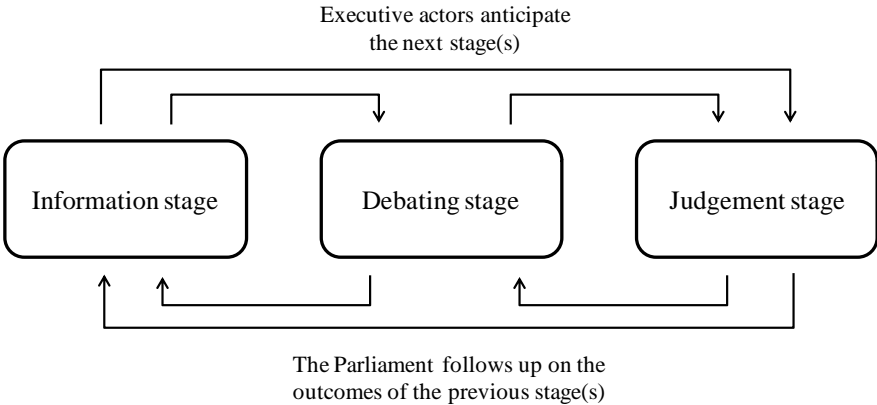 Executive actors anticipate
the next stage(s)
Information stage
Debating stage
Judgement stage
The Parliament follows up on the
outcomes of the previous stage(s)